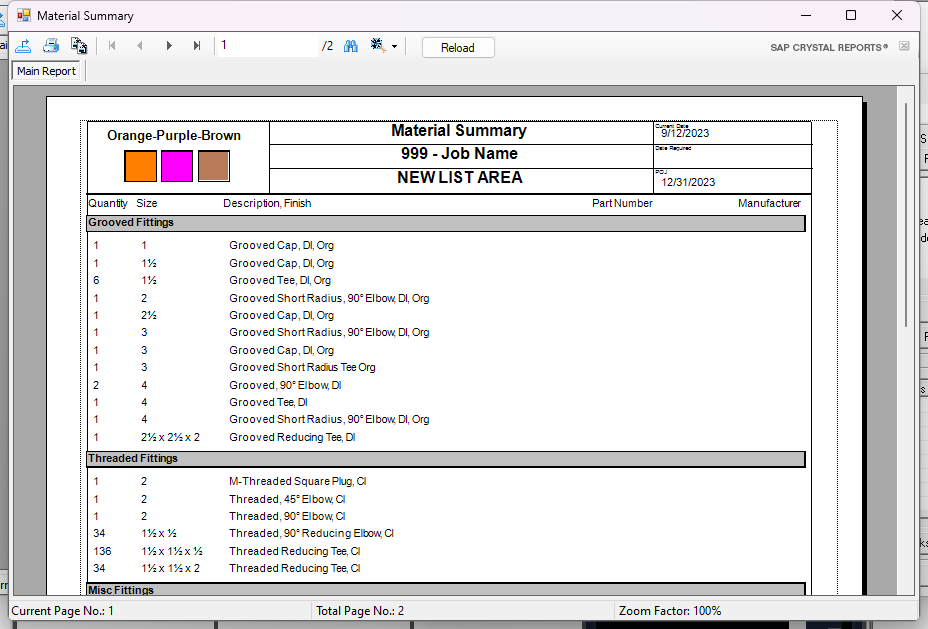 Material Summary
1 /2 Reload SAP CRYSTAL REPORTS®
Main Report
Orange-Purple-Brown
Material Summary
999 - Job Name
NEW LIST AREA
Current Date
9/12/2023
Date Required
POJ
12/31/2023
Quantity Size Description, Finish Part Number Manufacturer
Grooved Fittings
1 1 Grooved Cap, DI, Org
1 1½ Grooved Cap, DI, Org
6 1½ Grooved Tee, DI, Org
1 2 Grooved Short Radius, 90° Elbow, DI, Org
1 2½ Grooved Cap, DI, Org
1 3 Grooved Short Radius, 90° Elbow, DI, Org
1 3 Grooved Cap, DI, Org
1 3 Grooved Short Radius Tee Org
2 4 Grooved, 90° Elbow, DI
1 4 Grooved Tee, DI
1 4 Grooved Short Radius, 90° Elbow, DI, Org
1 2½ x 2½ x 2 Grooved Reducing Tee, DI
Threaded Fittings
1 2 M-Threaded Square Plug, CI
1 2 Threaded, 45° Elbow, CI
1 2 Threaded, 90° Elbow, CI
34 1½ x ½ Threaded, 90° Reducing Elbow, CI
136 1½ x 1½ x ½ Threaded Reducing Tee, CI
34 1½ x 1½ x 2 Threaded Reducing Tee, CI
Misc Fittings
Current Page No.: 1 Total Page No.: 2 Zoom Factor: 100%